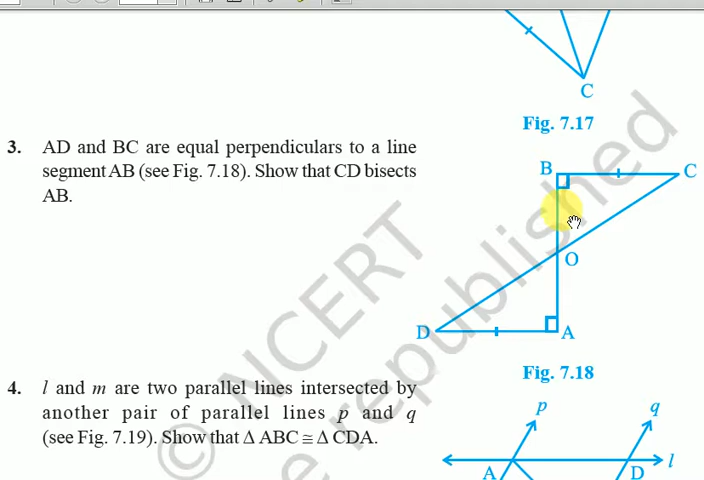 C
Fig. 7.17
3. AD and BC are equal perpendiculars to a line
segment AB (see Fig. 7.18). Show that CD bisects
AB.
B
C
O
D
A
Fig. 7.18
4. l and m are two parallel lines intersected by
another pair of parallel lines p and q
(see Fig. 7.19). Show that Δ ABC ≅ Δ CDA.
p
q
l
A
D
© NCERT
be republished